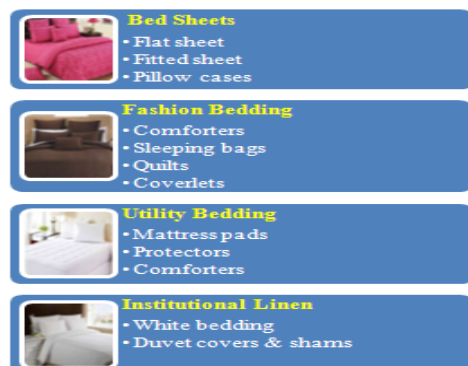 Bed Sheets
• Flat sheet
• Fitted sheet
• Pillow cases
Fashion Bedding
• Comforters
• Sleeping bags
• Quilts
• Coverlets
Utility Bedding
• Mattress pads
• Protectors
• Comforters
Institutional Linen
• White bedding
• Duvet covers & shams